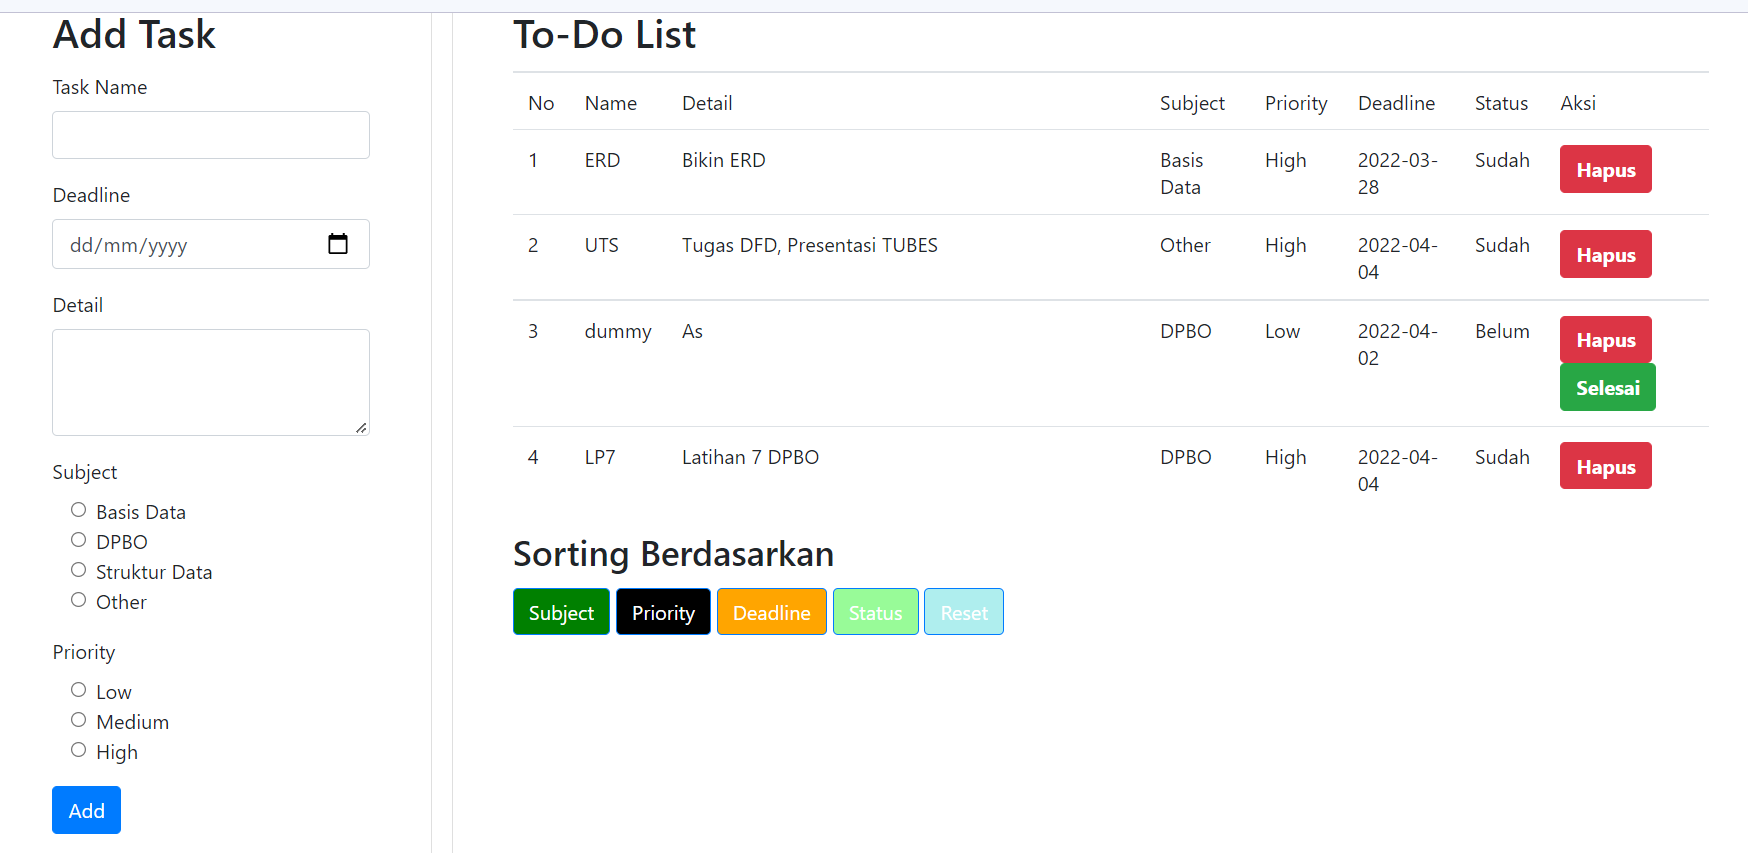 Add Task
Task Name
Deadline
dd/mm/yyyy
Detail
Subject
Basis Data
DPBO
Struktur Data
Other
Priority
Low
Medium
High
Add
To-Do List
No Name Detail Subject Priority Deadline Status Aksi
1 ERD Bikin ERD Basis Data High 2022-03-28 Sudah Hapus
2 UTS Tugas DFD, Presentasi TUBES Other High 2022-04-04 Sudah Hapus
3 dummy As DPBO Low 2022-04-02 Belum Hapus Selesai
4 LP7 Latihan 7 DPBO DPBO High 2022-04-04 Sudah Hapus
Sorting Berdasarkan
Subject Priority Deadline Status Reset